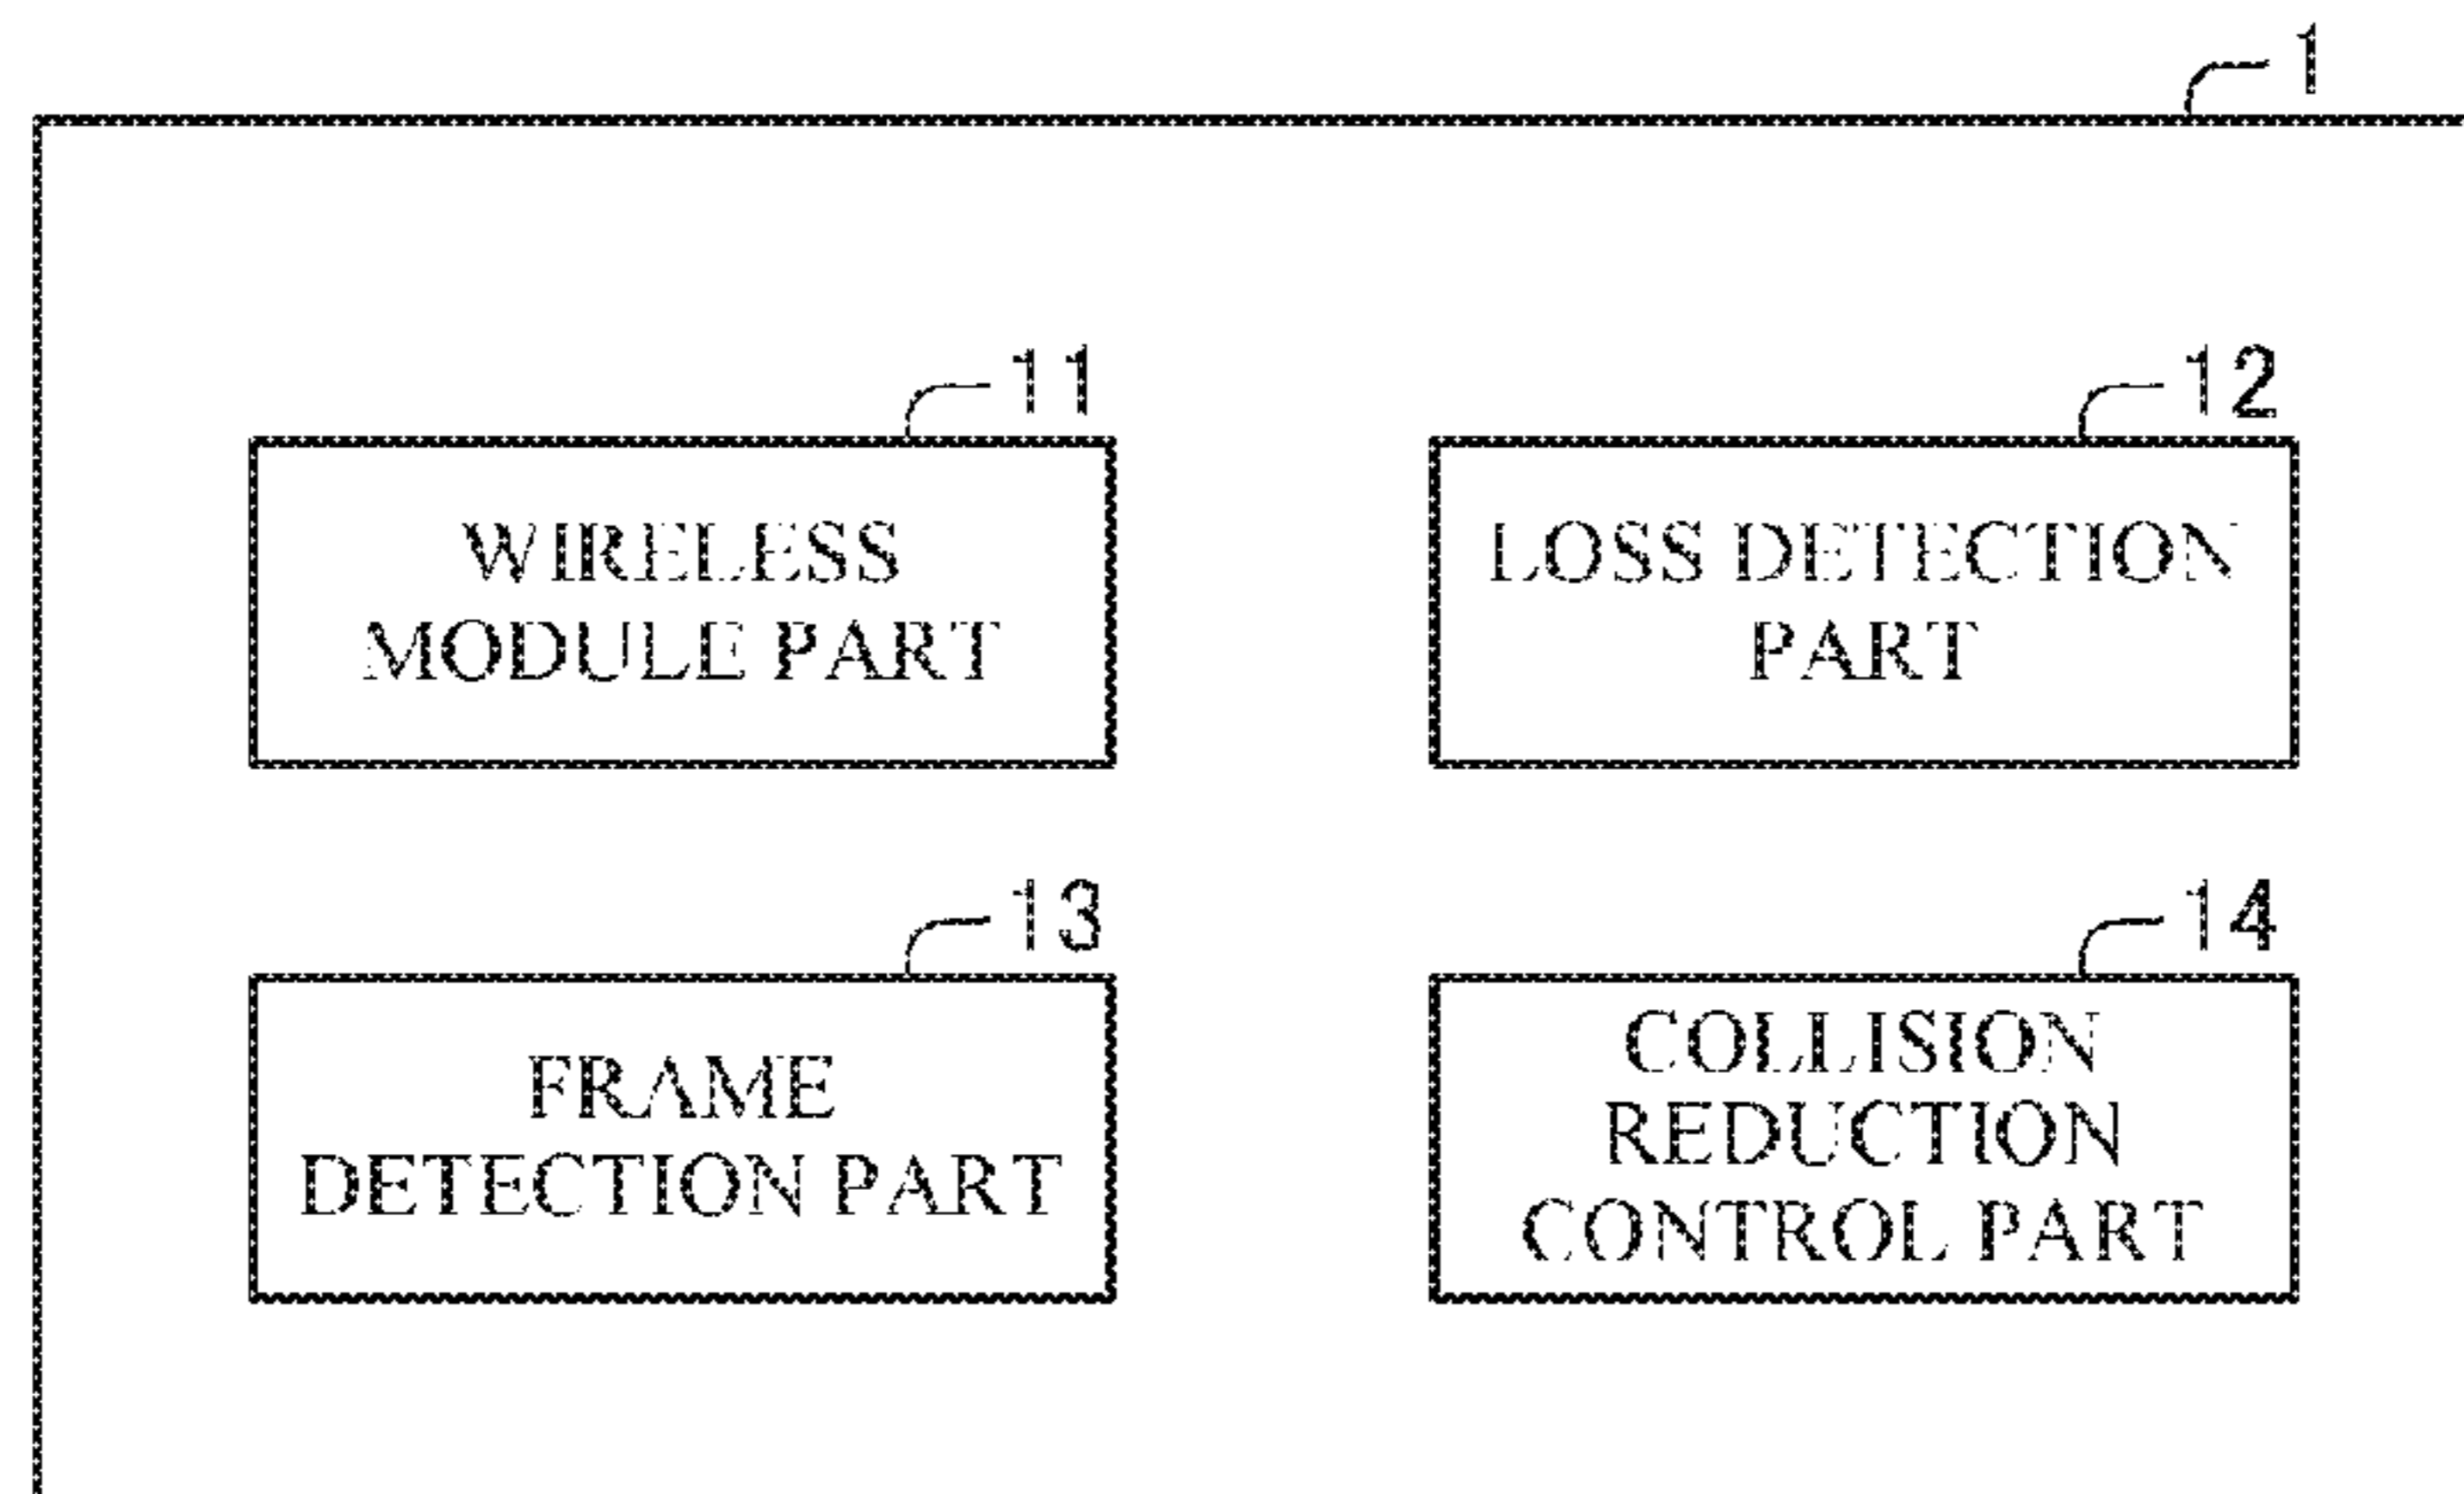 1
11
WIRELESS
MODULE PART
12
LOSS DETECTION
PART
13
FRAME
DETECTION PART
14
COLLISION
REDUCTION
CONTROL PART